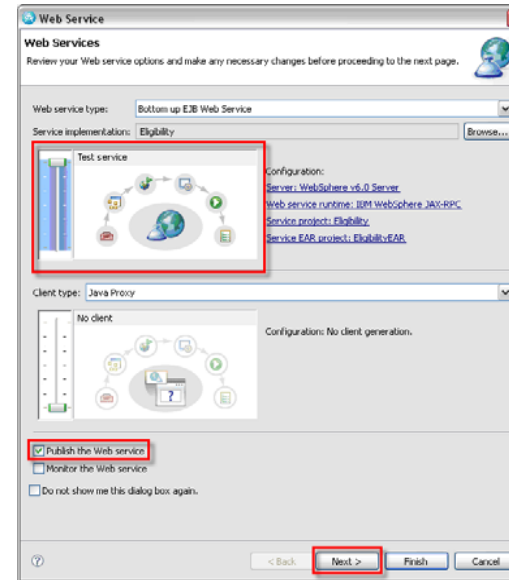 Web Service
Web Services
Review your Web service options and make any necessary changes before proceeding to the next page.
Web service type: Bottom up EJB Web Service
Service implementation: Eligibility Browse...
Test service
Configuration:
Server: WebSphere v6.0 Server
Web service runtime: IBM WebSphere JAX-RPC
Service project: Eligibility
Service EAR project: EligibilityEAR
Client type: Java Proxy
No client
Configuration: No client generation.
Publish the Web service
Monitor the Web service
Do not show me this dialog box again.
? < Back Next > Finish Cancel